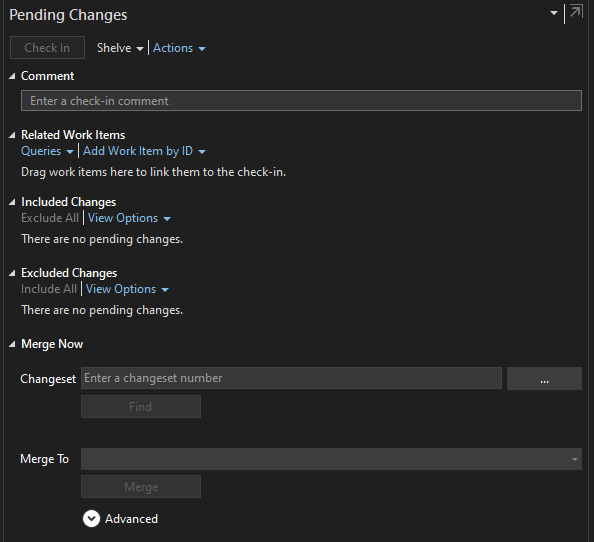 Pending Changes
Check In Shelve Actions
Comment
Enter a check-in comment
Related Work Items
Queries Add Work Item by ID
Drag work items here to link them to the check-in.
Included Changes
Exclude All View Options
There are no pending changes.
Excluded Changes
Include All View Options
There are no pending changes.
Merge Now
Changeset Enter a changeset number ...
Find
Merge To
Merge
Advanced